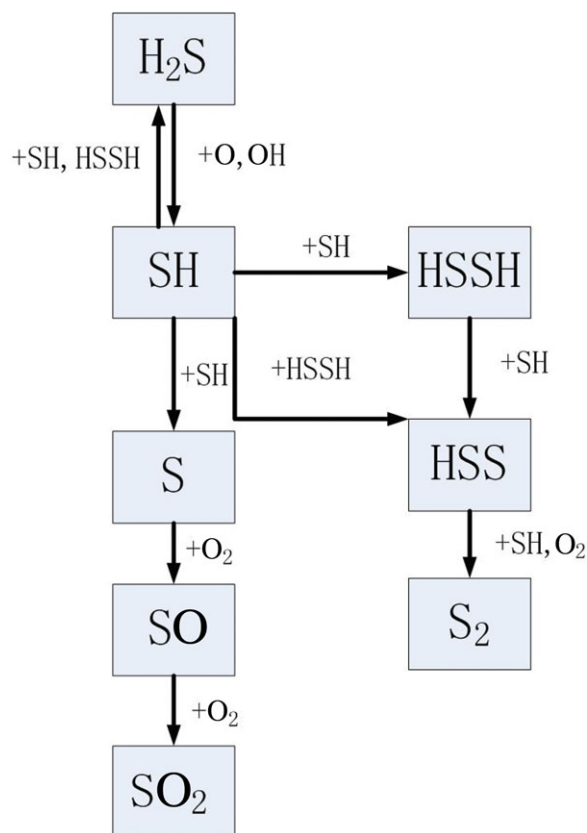 H₂S
+SH, HSSH
+O, OH
SH
+SH
HSSH
+SH
+HSSH
+SH
S
HSS
+O₂
+SH, O₂
SO
S₂
+O₂
SO₂